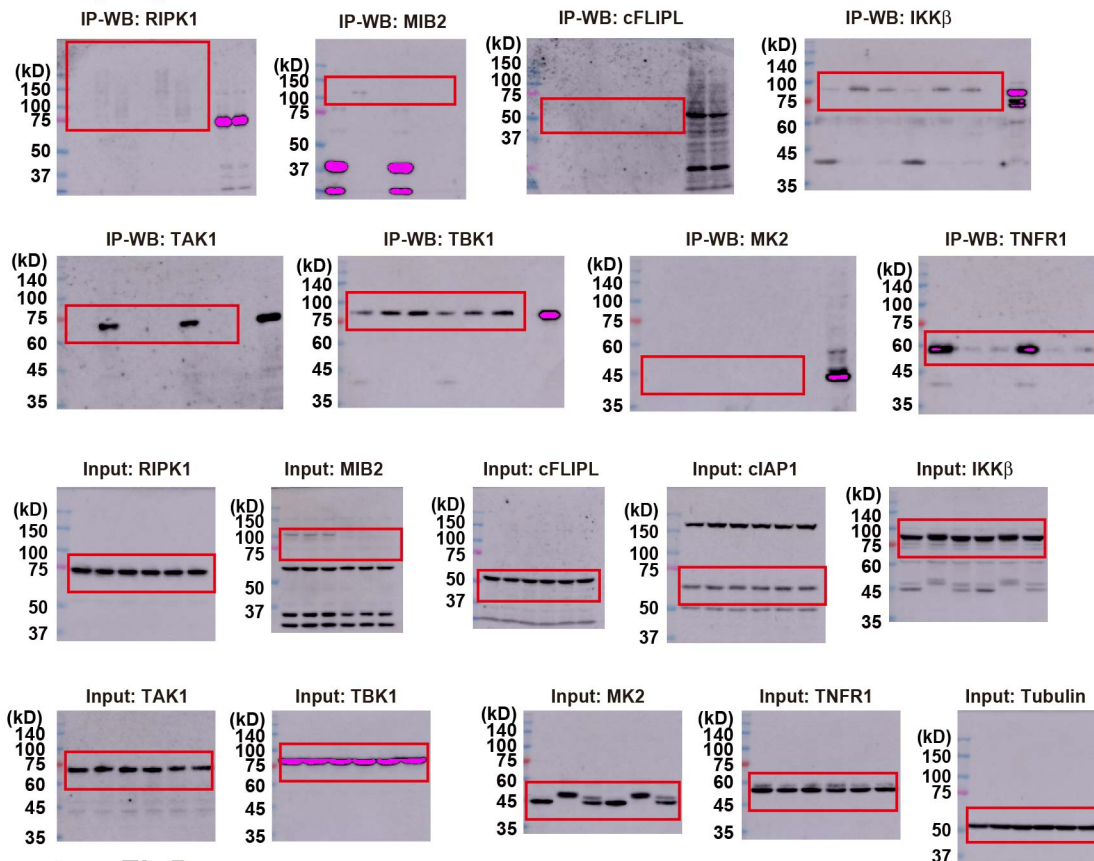 IP-WB: RIPK1
(kD)
150
100
75
50
37
IP-WB: MIB2
(kD)
150
100
75
50
37
IP-WB: cFLIPL
(kD)
150
100
75
50
37
IP-WB: IKKβ
(kD)
140
100
75
60
45
35
IP-WB: TAK1
(kD)
140
100
75
60
45
35
IP-WB: TBK1
(kD)
140
100
75
60
45
35
IP-WB: MK2
(kD)
140
100
75
60
45
35
IP-WB: TNFR1
(kD)
140
100
75
60
45
35
Input: RIPK1
(kD)
150
100
75
50
37
Input: MIB2
(kD)
150
100
75
50
37
Input: cFLIPL
(kD)
150
100
75
50
37
Input: cIAP1
(kD)
150
75
50
37
Input: IKKβ
(kD)
140
100
75
60
45
35
Input: TAK1
(kD)
140
100
75
60
45
35
Input: TBK1
(kD)
140
100
75
60
45
35
Input: MK2
(kD)
140
100
75
60
45
35
Input: TNFR1
(kD)
140
100
75
60
45
35
Input: Tubulin
(kD)
150
100
75
50
37